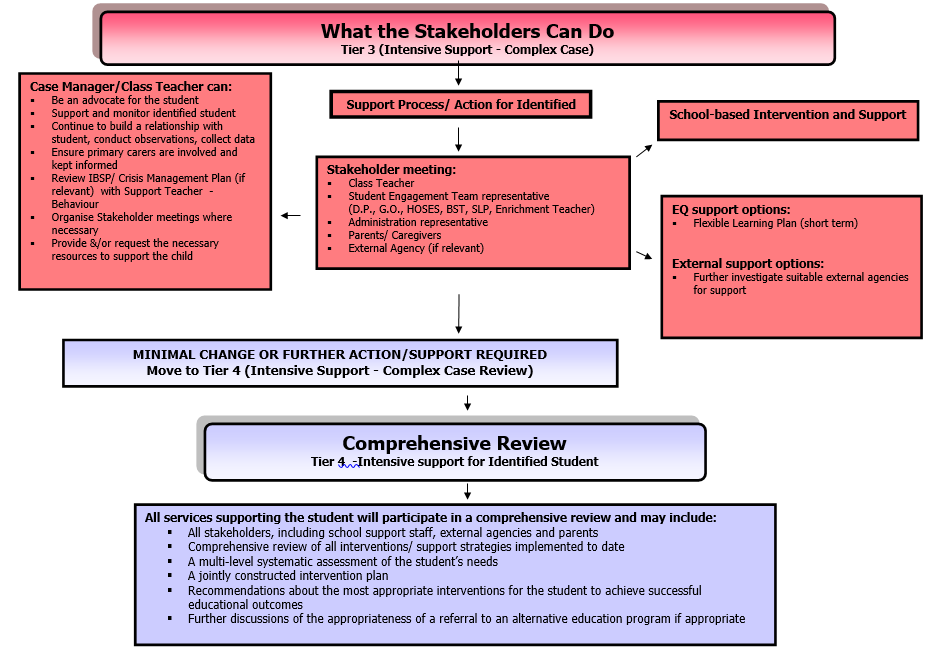 What the Stakeholders Can Do
Tier 3 (Intensive Support - Complex Case)
Support Process/ Action for Identified
Case Manager/Class Teacher can:
▪ Be an advocate for the student
▪ Support and monitor identified student
▪ Continue to build a relationship with
student, conduct observations, collect data
▪ Ensure primary carers are involved and
kept informed
▪ Review IBSP/ Crisis Management Plan (if
relevant) with Support Teacher -
Behaviour
▪ Organise Stakeholder meetings where
necessary
▪ Provide &/or request the necessary
resources to support the child
Stakeholder meeting:
▪ Class Teacher
▪ Student Engagement Team representative
(D.P., G.O., HOSES, BST, SLP, Enrichment Teacher)
▪ Administration representative
▪ Parents/ Caregivers
▪ External Agency (if relevant)
School-based Intervention and Support
EQ support options:
▪ Flexible Learning Plan (short term)
External support options:
▪ Further investigate suitable external agencies
for support
MINIMAL CHANGE OR FURTHER ACTION/SUPPORT REQUIRED
Move to Tier 4 (Intensive Support - Complex Case Review)
Comprehensive Review
Tier 4 -Intensive support for Identified Student
All services supporting the student will participate in a comprehensive review and may include:
▪ All stakeholders, including school support staff, external agencies and parents
▪ Comprehensive review of all interventions/ support strategies implemented to date
▪ A multi-level systematic assessment of the student's needs
▪ A jointly constructed intervention plan
▪ Recommendations about the most appropriate interventions for the student to achieve successful
educational outcomes
▪ Further discussions of the appropriateness of a referral to an alternative education program if appropriate